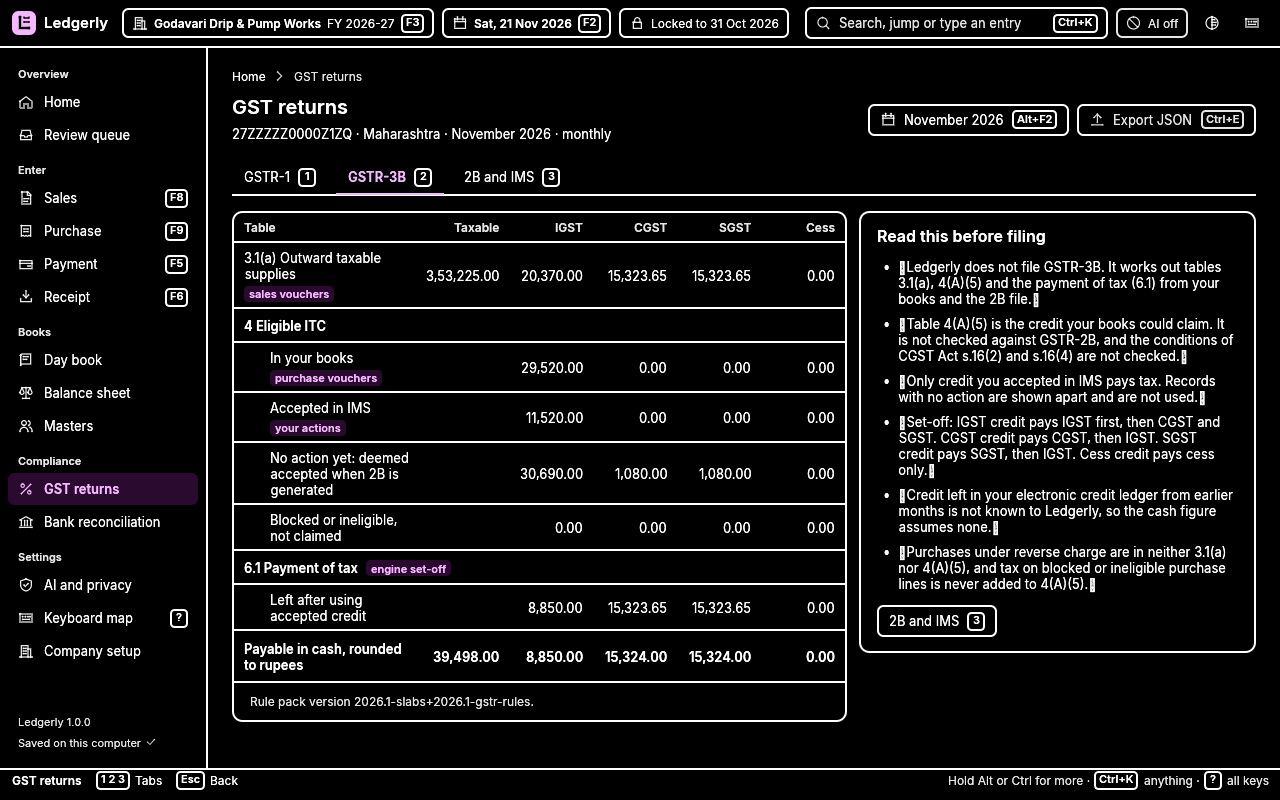 Ledgerly
Godavari Drip & Pump Works FY 2026-27 F3
Sat, 21 Nov 2026 F2
Locked to 31 Oct 2026
Search, jump or type an entry Ctrl+K
AI off
Overview
Home
Review queue
Enter
Sales F8
Purchase F9
Payment F5
Receipt F6
Books
Day book
Balance sheet
Masters
Compliance
GST returns
Bank reconciliation
Settings
AI and privacy
Keyboard map ?
Company setup
Ledgerly 1.0.0
Saved on this computer
Home > GST returns
GST returns
27ZZZZZ0000Z1ZQ · Maharashtra · November 2026 · monthly
November 2026 Alt+F2
Export JSON Ctrl+E
GSTR-1 1 GSTR-3B 2 2B and IMS 3
Table Taxable IGST CGST SGST Cess
3.1(a) Outward taxable
supplies 3,53,225.00 20,370.00 15,323.65 15,323.65 0.00
sales vouchers
4 Eligible ITC
In your books 29,520.00 0.00 0.00 0.00
purchase vouchers
Accepted in IMS 11,520.00 0.00 0.00 0.00
your actions
No action yet: deemed
accepted when 2B is 30,690.00 1,080.00 1,080.00 0.00
generated
Blocked or ineligible, 0.00 0.00 0.00 0.00
not claimed
6.1 Payment of tax engine set-off
Left after using 8,850.00 15,323.65 15,323.65 0.00
accepted credit
Payable in cash, rounded 39,498.00 8,850.00 15,324.00 15,324.00 0.00
to rupees
Rule pack version 2026.1-slabs+2026.1-gstr-rules.
Read this before filing
• Ledgerly does not file GSTR-3B. It works out tables
3.1(a), 4(A)(5) and the payment of tax (6.1) from your
books and the 2B file.
• Table 4(A)(5) is the credit your books could claim. It
is not checked against GSTR-2B, and the conditions of
CGST Act s.16(2) and s.16(4) are not checked.
• Only credit you accepted in IMS pays tax. Records
with no action are shown apart and are not used.
• Set-off: IGST credit pays IGST first, then CGST and
SGST. CGST credit pays CGST, then IGST. SGST
credit pays SGST, then IGST. Cess credit pays cess
only.
• Credit left in your electronic credit ledger from earlier
months is not known to Ledgerly, so the cash figure
assumes none.
• Purchases under reverse charge are in neither 3.1(a)
nor 4(A)(5), and tax on blocked or ineligible purchase
lines is never added to 4(A)(5).
2B and IMS 3
GST returns 1 2 3 Tabs Esc Back
Hold Alt or Ctrl for more · Ctrl+K anything · ? all keys